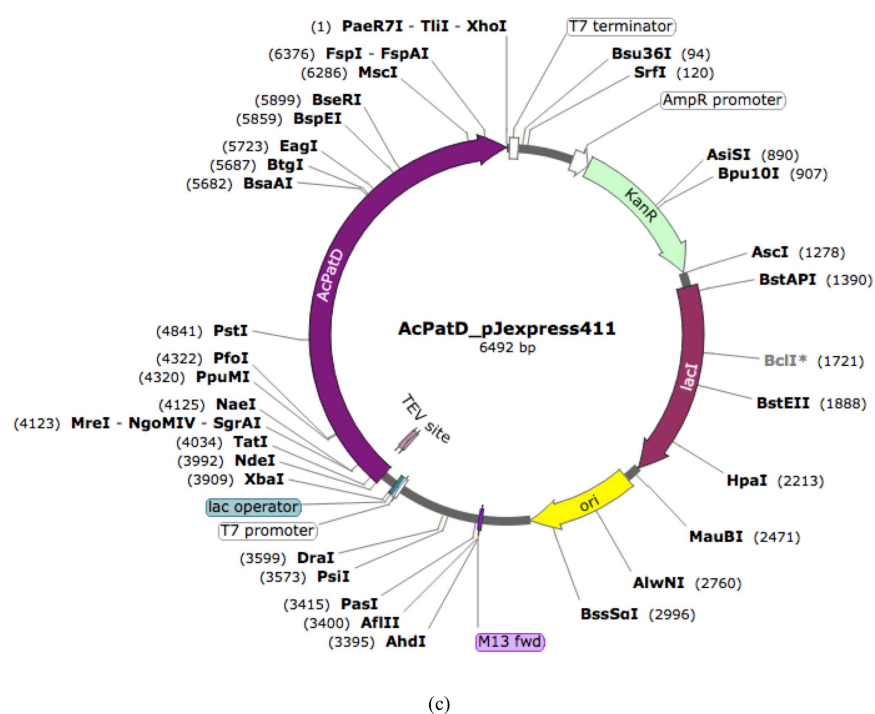 (1) PaeR7I - TliI - XhoI
T7 terminator
(6376) FspI - FspAI
Bsu36I (94)
(6286) MscI
SrfI (120)
(5899) BseRI
AmpR promoter
(5859) BspEI
(5723) EagI
AsiSI (890)
(5687) BtgI
Bpu10I (907)
(5682) BsaAI
KanR
AscI (1278)
BstAPI (1390)
AcPatD
AcPatD_pJexpress411
6492 bp
(4841) PstI
(4322) PfoI
BclI* (1721)
(4320) PpuMI
lacI
BstEII (1888)
(4125) NaeI
TEV site
(4123) MreI - NgoMIV - SgrAI
(4034) TatI
(3992) NdeI
HpaI (2213)
(3909) XbaI
lac operator
ori
T7 promoter
MauBI (2471)
(3599) DraI
(3573) PsiI
AlwNI (2760)
(3415) PasI
BssSαI (2996)
(3400) AflII
(3395) AhdI
M13 fwd
(c)